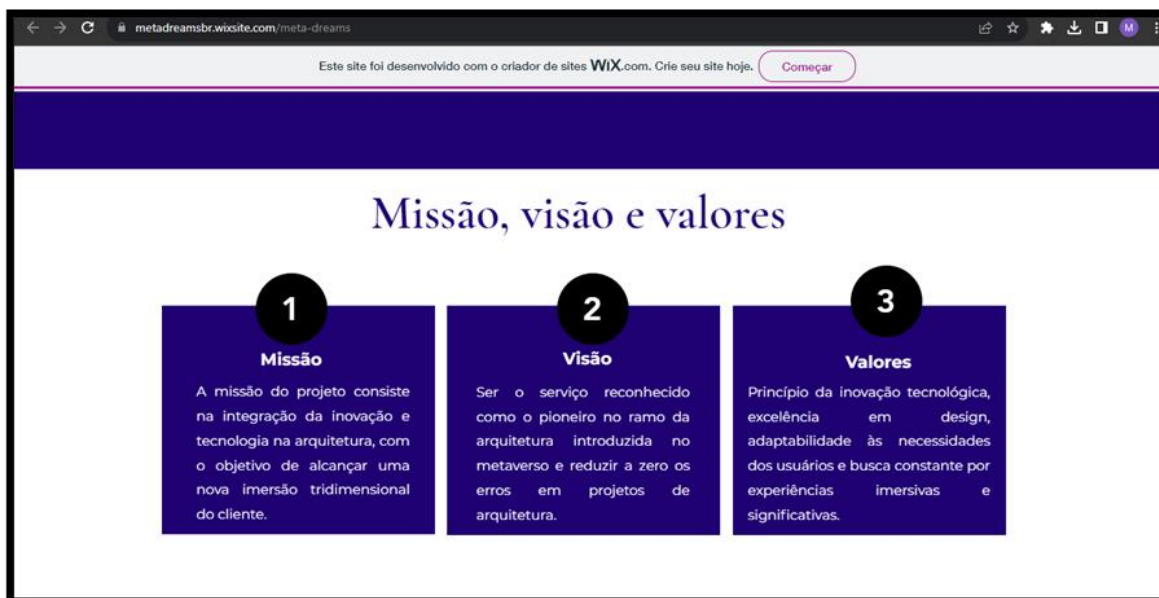 metadreamsbr.wixsite.com/meta-dreams
M
Este site foi desenvolvido com o criador de sites WiX.com. Crie seu site hoje.
Começar
Missão, visão e valores
1
Missão
A missão do projeto consiste
na integração da inovação e
tecnologia na arquitetura, com
o objetivo de alcançar uma
nova imersão tridimensional
do cliente.
2
Visão
Ser o serviço reconhecido
como o pioneiro no ramo da
arquitetura introduzida no
metaverso e reduzir a zero os
erros em projetos de
arquitetura.
3
Valores
Princípio da inovação tecnológica,
excelência em design,
adaptabilidade às necessidades
dos usuários e busca constante por
experiências imersivas e
significativas.